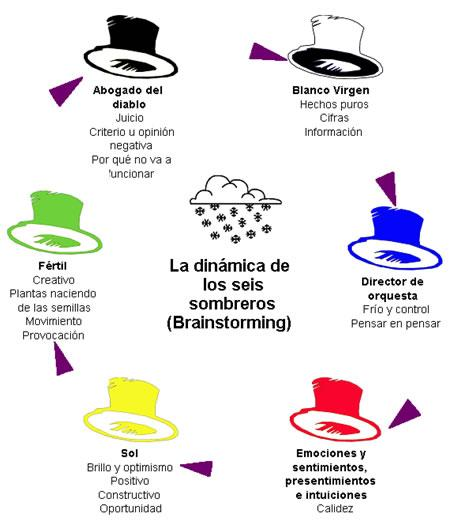 Abogado del
diablo
Juicio
Criterio u opinión
negativa
Por qué no va a
'uncionar
Blanco Virgen
Hechos puros
Cifras
Información
Fértil
Creativo
Plantas naciendo
de las semillas
Movimiento
Provocación
La dinámica de
los seis
sombreros
(Brainstorming)
Director de
orquesta
Frío y control
Pensar en pensar
Sol
Brillo y optimismo
Positivo
Constructivo
Oportunidad
Emociones y
sentimientos,
presentimientos
e intuiciones
Calidez